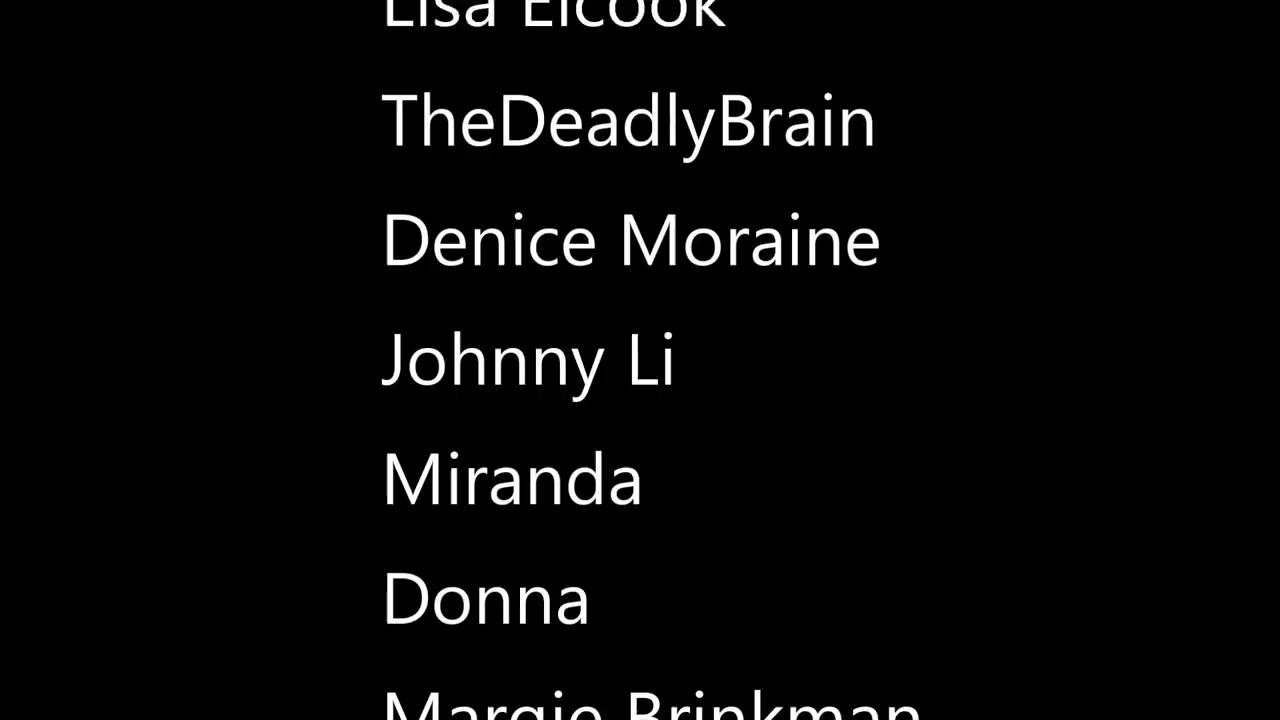 Lisa Elcook
TheDeadlyBrain
Denice Moraine
Johnny Li
Miranda
Donna
Margie Brinkman